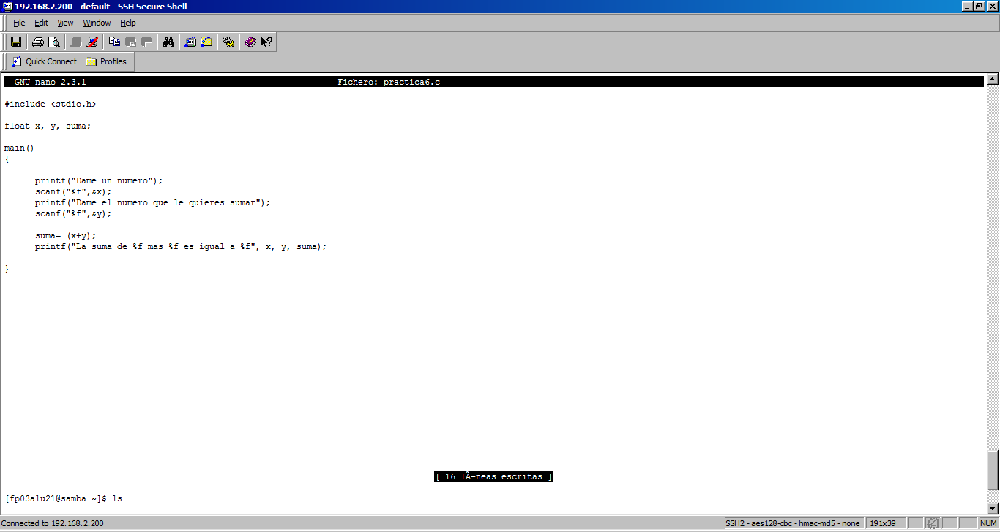 192.168.2.200 - default - SSH Secure Shell
File Edit View Window Help
Quick Connect Profiles
GNU nano 2.3.1 Fichero: practica6.c
#include <stdio.h>
float x, y, suma;
main()
{
printf("Dame un numero");
scanf("%f",&x);
printf("Dame el numero que le quieres sumar");
scanf("%f",&y);
suma= (x+y);
printf("La suma de %f mas %f es igual a %f", x, y, suma);
}
[ 16 lÃ-neas escritas ]
[fp03alu21@samba ~]$ ls
Connected to 192.168.2.200 SSH2 - aes128-cbc - hmac-md5 - none 191x39 NUM